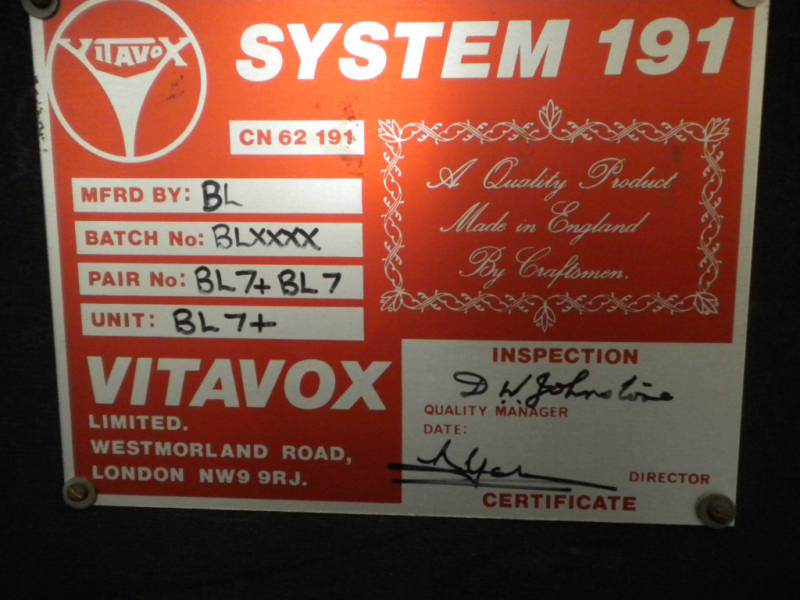 VITAVOX
SYSTEM 191
CN 62 191
MFRD BY: BL
BATCH No: BLXXXX
PAIR No: BL7+ BL7
UNIT: BL7+
A Quality Product
Made in England
By Craftsmen.
VITAVOX
LIMITED.
WESTMORLAND ROAD,
LONDON NW9 9RJ.
INSPECTION
D W Johnstone
QUALITY MANAGER
DATE:
DIRECTOR
CERTIFICATE